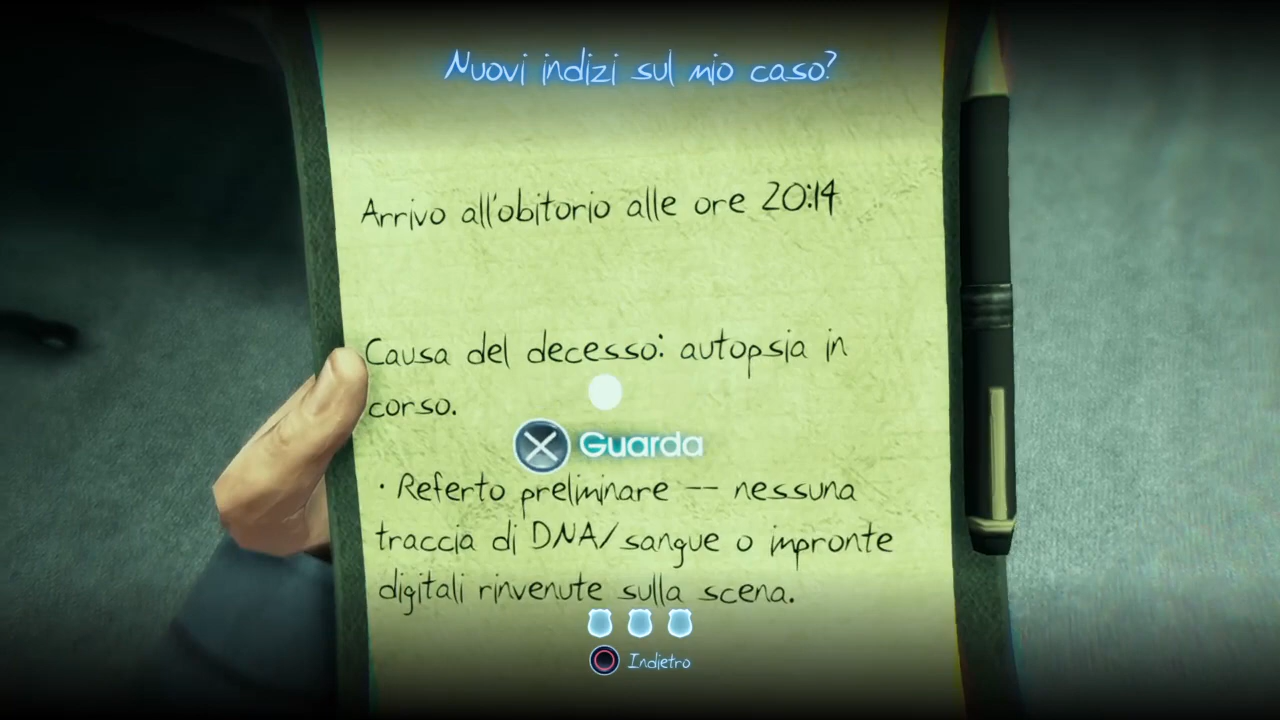 Nuovi indizi sul mio caso?
Arrivo all'obitorio alle ore 20:14
Causa del decesso: autopsia in
corso.
Guarda
· Referto preliminare -- nessuna
traccia di DNA/sangue o impronte
digitali rinvenute sulla scena.
Indietro